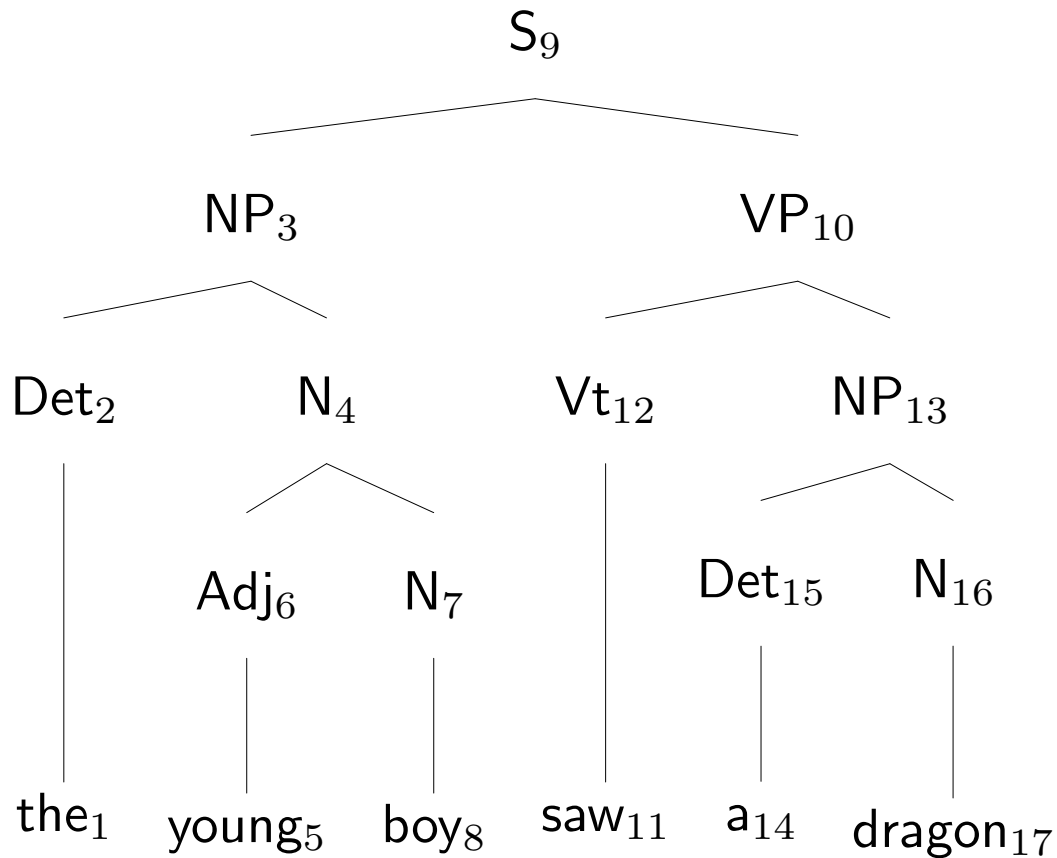 S₉
NP₃ VP₁₀
Det₂ N₄ Vt₁₂ NP₁₃
Adj₆ N₇ Det₁₅ N₁₆
the₁ young₅ boy₈ saw₁₁ a₁₄ dragon₁₇